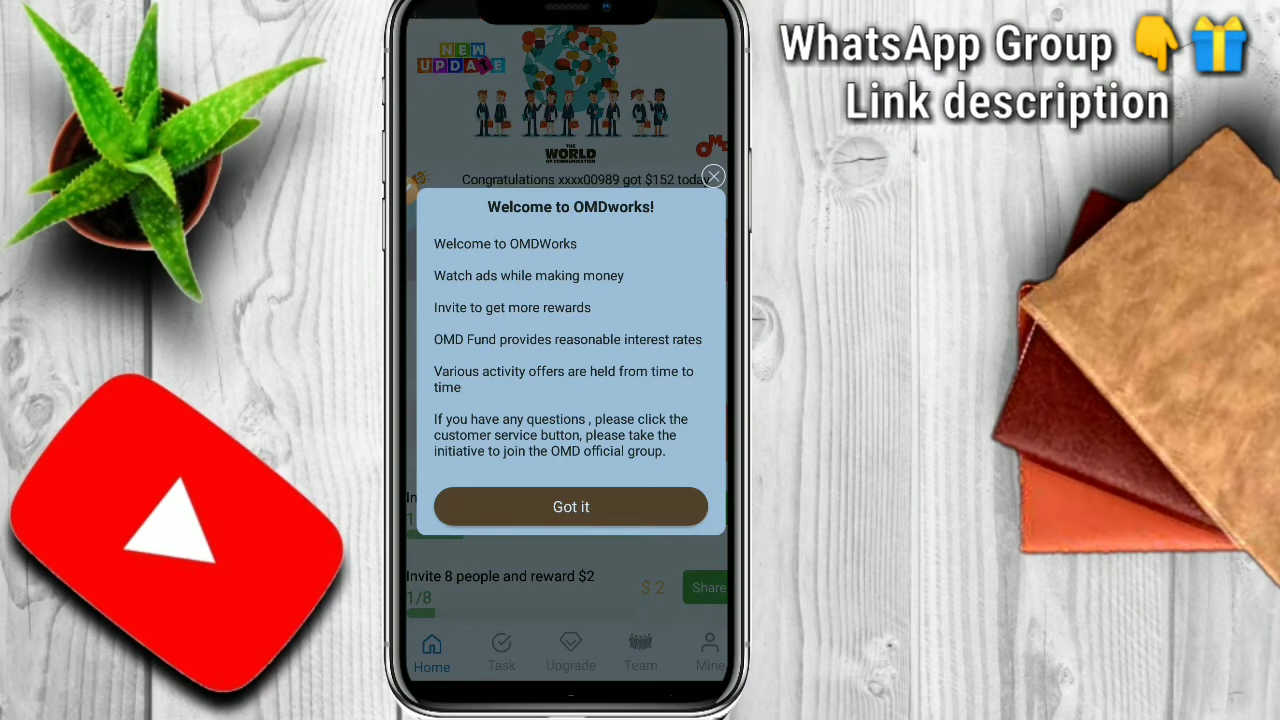 WhatsApp Group 👇🎁
Link description
NEW
UPDATE
THE
WORLD
OF COMMUNICATION
Congratulations xxxx00989 got $152 today
Welcome to OMDworks!
Welcome to OMDWorks
Watch ads while making money
Invite to get more rewards
OMD Fund provides reasonable interest rates
Various activity offers are held from time to
time
If you have any questions , please click the
customer service button, please take the
initiative to join the OMD official group.
In
1
Got it
Invite 8 people and reward $2
1/8
$ 2
Share
Home
Task
Upgrade
Team
Mine